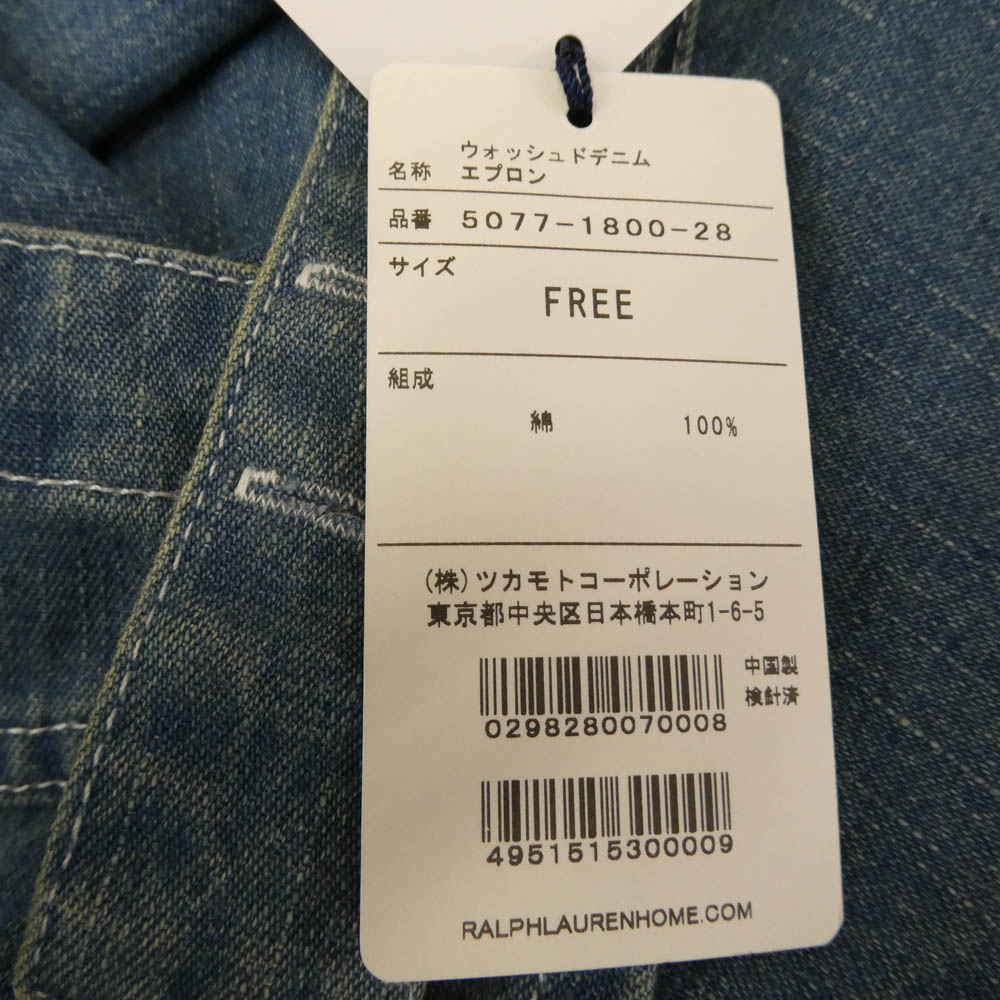 名称 ウォッシュドデニム
エプロン
品番 5077-1800-28
サイズ
FREE
組成
綿 100%
(株)ツカモトコーポレーション
東京都中央区日本橋本町1-6-5
中国製
検針済
0298280070008
4951515300009
RALPHLAURENHOME.COM